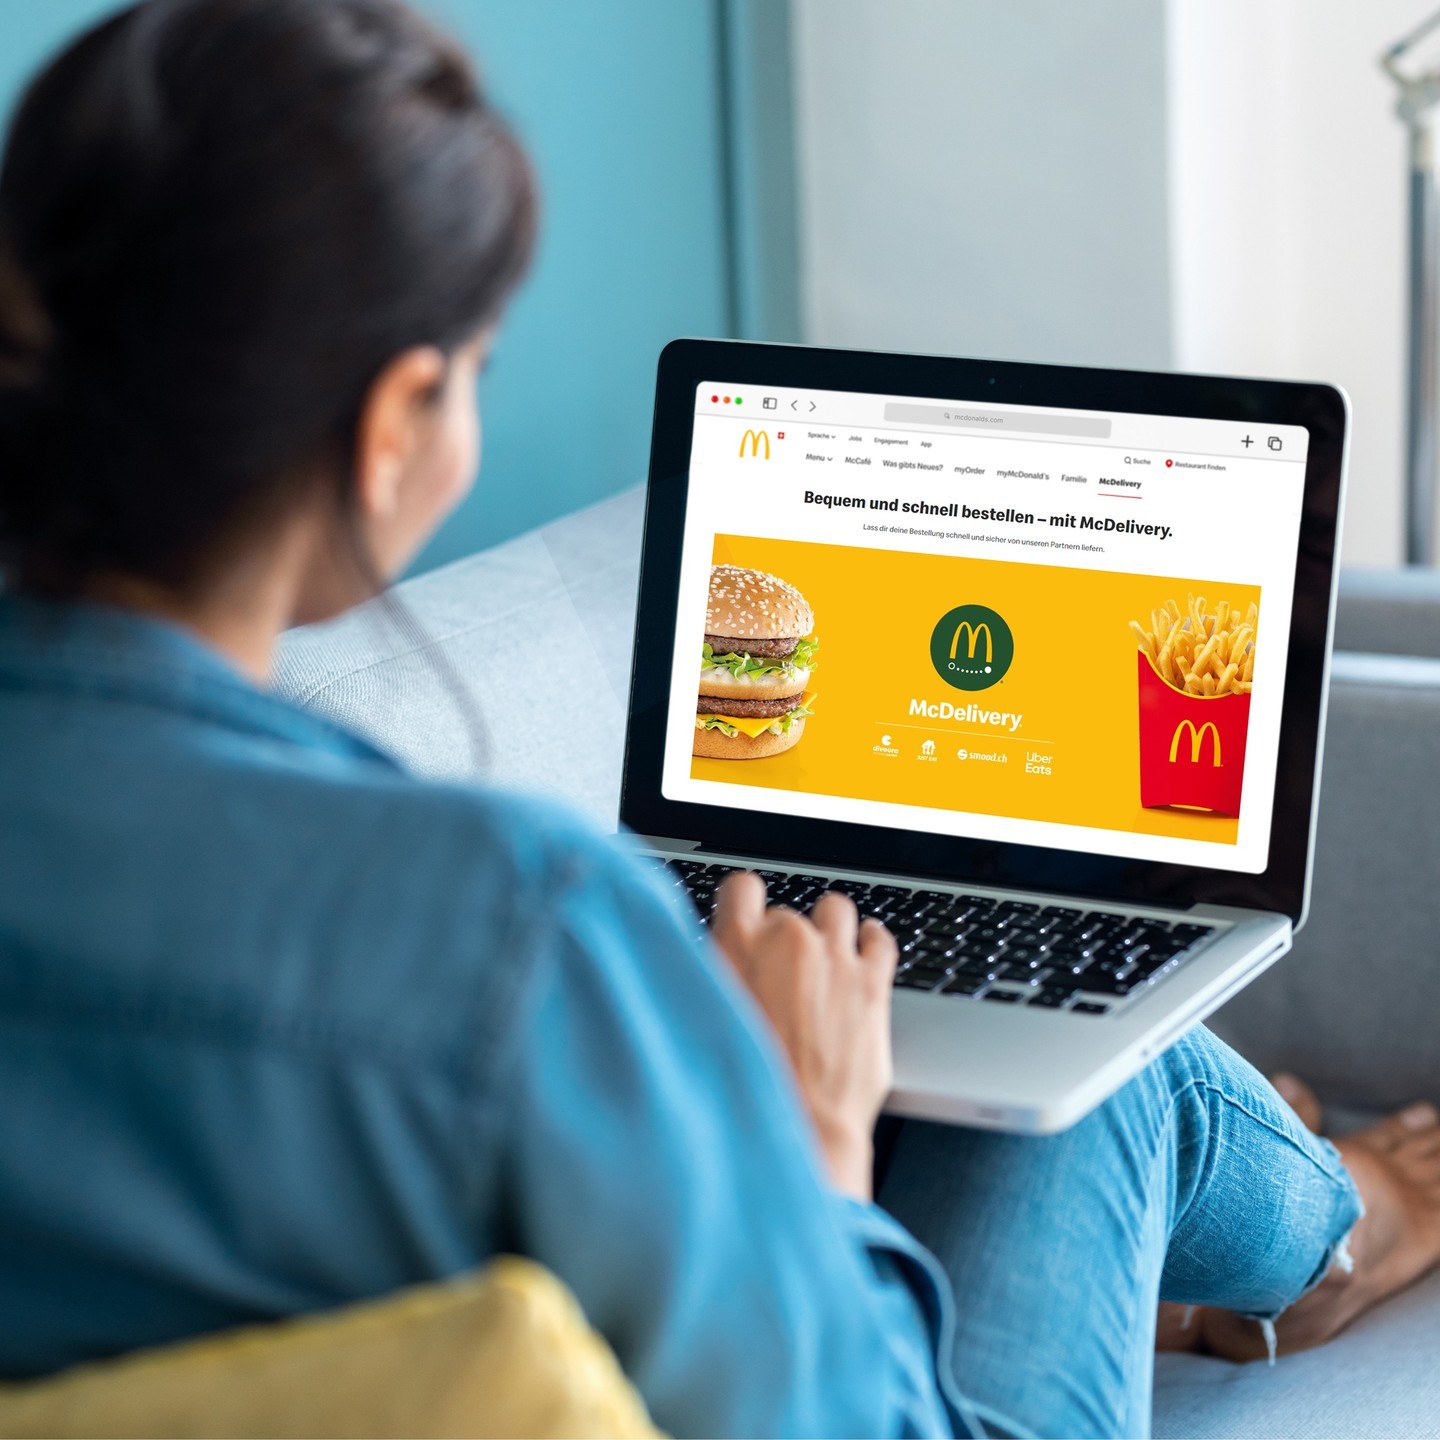 mcdonalds.com
Sprache Jobs Engagement App
Suche Restaurant finden
Menu McCafé Was gibts Neues? myOrder myMcDonald's Familie McDelivery
Bequem und schnell bestellen – mit McDelivery.
Lass dir deine Bestellung schnell und sicher von unseren Partnern liefern.
McDelivery
divoora JUST EAT smood.ch Uber Eats